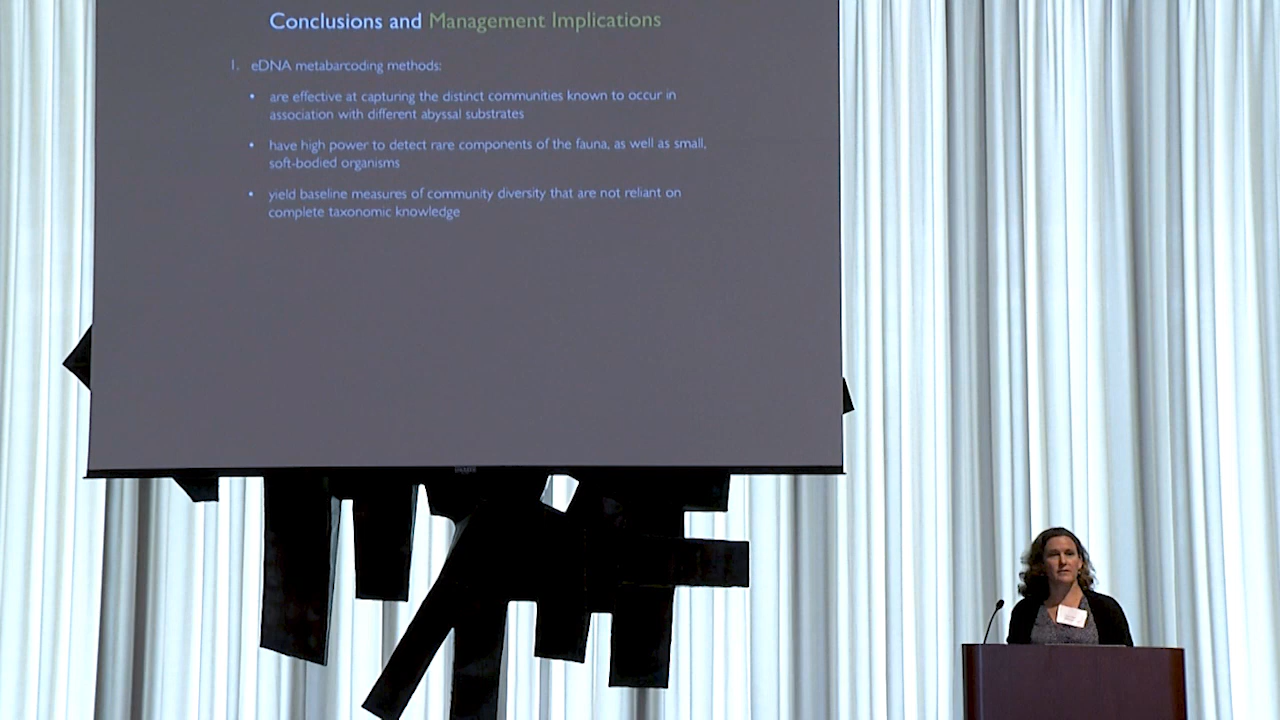 Conclusions and Management Implications
1. eDNA metabarcoding methods:
• are effective at capturing the distinct communities known to occur in
association with different abyssal substrates
• have high power to detect rare components of the fauna, as well as small,
soft-bodied organisms
• yield baseline measures of community diversity that are not reliant on
complete taxonomic knowledge